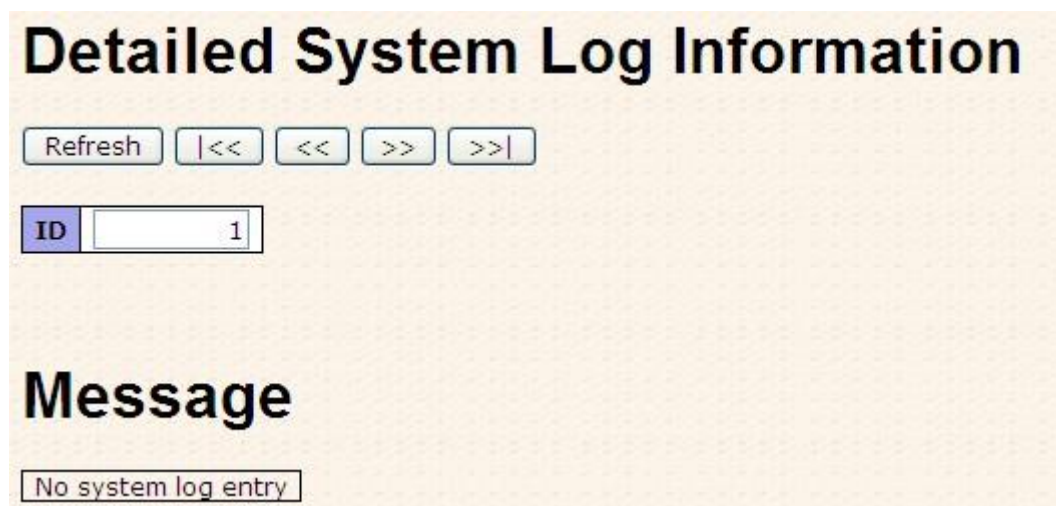 Detailed System Log Information
Refresh |<< << >> >>|
ID 1
Message
No system log entry